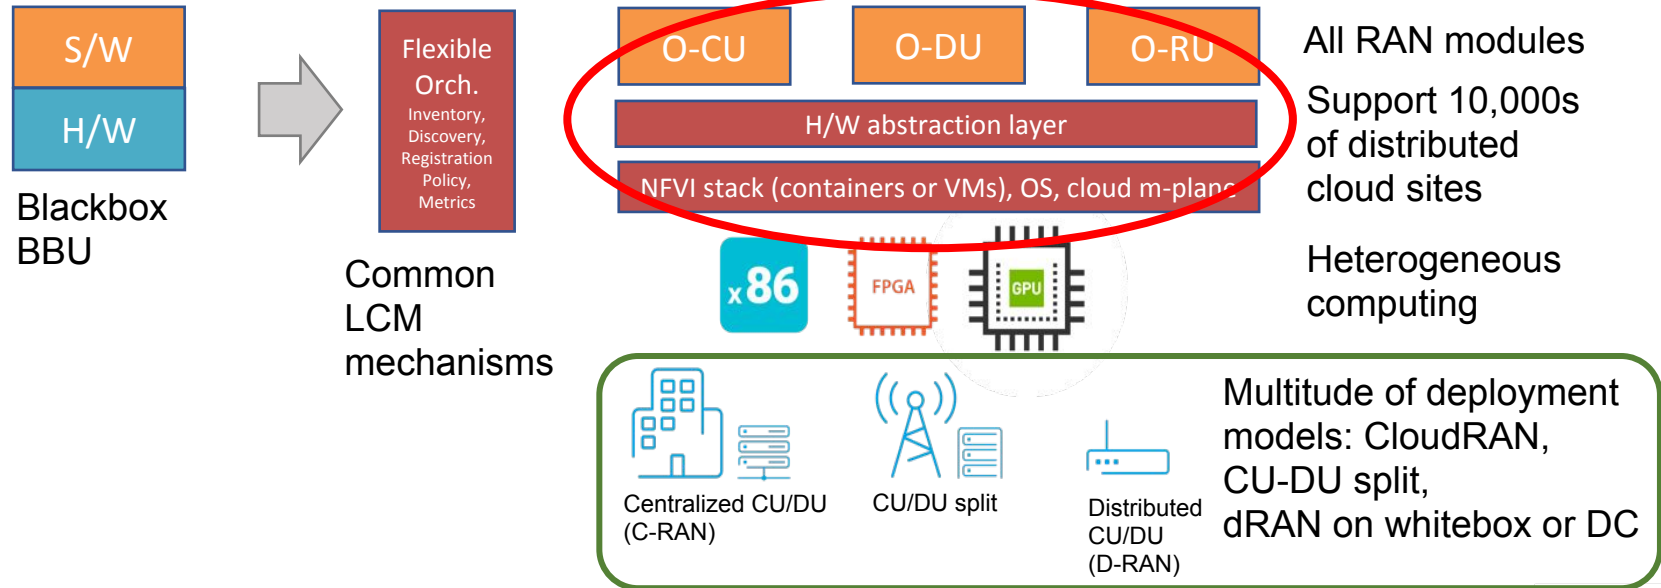 S/W
H/W
Blackbox
BBU
Flexible
Orch.
Inventory,
Discovery,
Registration
Policy,
Metrics
Common
LCM
mechanisms
O-CU
O-DU
O-RU
H/W abstraction layer
NFVI stack (containers or VMs), OS, cloud m-plane
All RAN modules
Support 10,000s
of distributed
cloud sites
x86
FPGA
GPU
Heterogeneous
computing
Centralized CU/DU
(C-RAN)
CU/DU split
Distributed
CU/DU
(D-RAN)
Multitude of deployment
models: CloudRAN,
CU-DU split,
dRAN on whitebox or DC